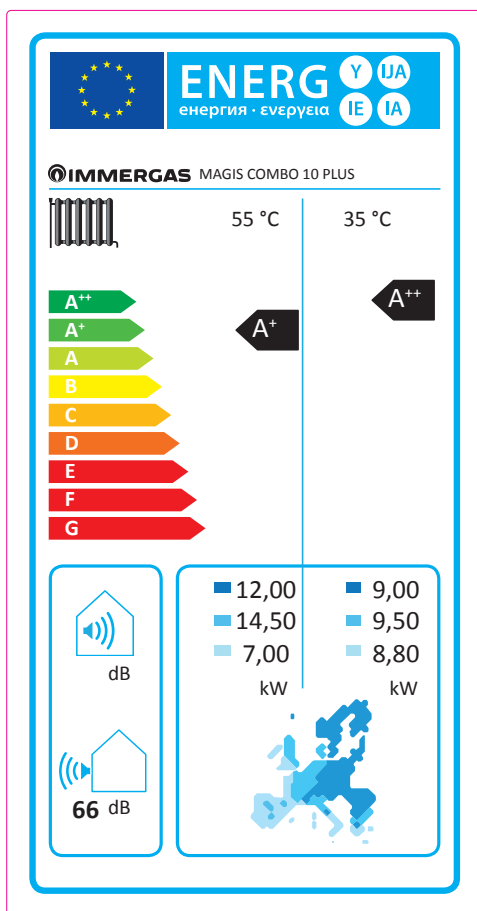 ENERG Y IJA
енергия · ενεργεια IE IA
IMMERGAS MAGIS COMBO 10 PLUS
55 °C 35 °C
A++ A++
A+ A+
A
B
C
D
E
F
G
12,00 9,00
14,50 9,50
7,00 8,80
kW kW
dB
66 dB